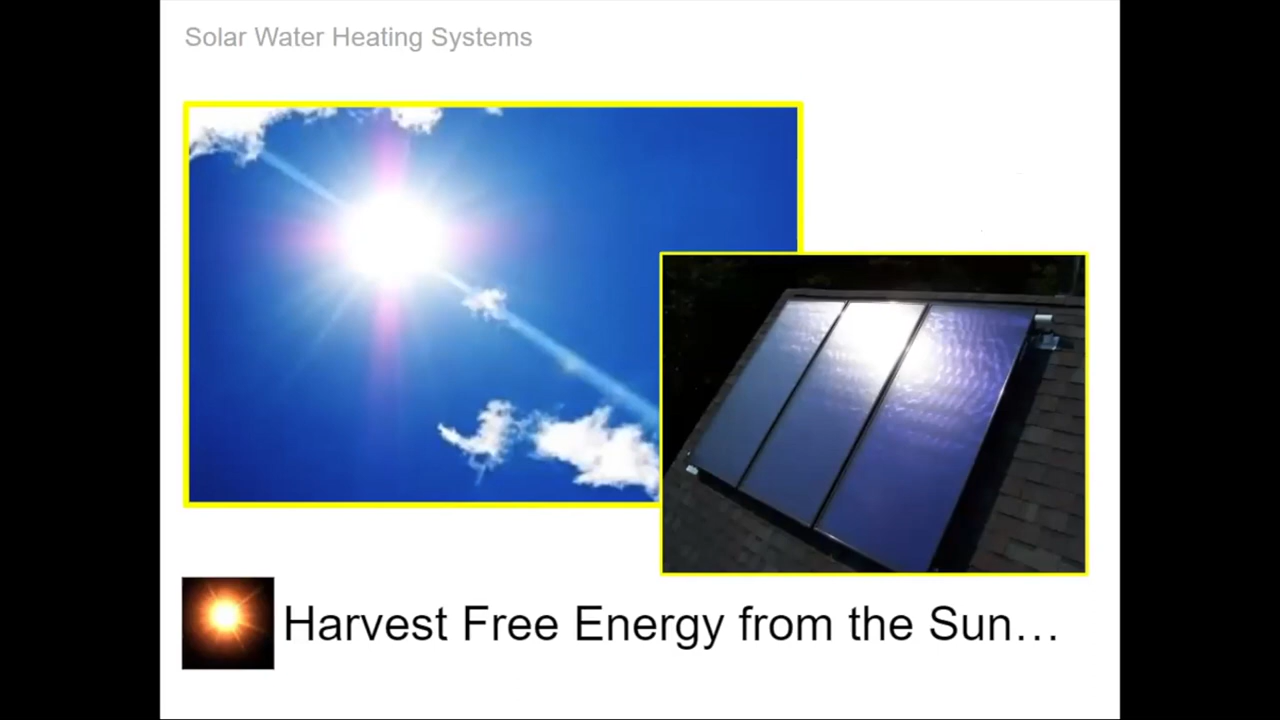 Solar Water Heating Systems
Harvest Free Energy from the Sun…